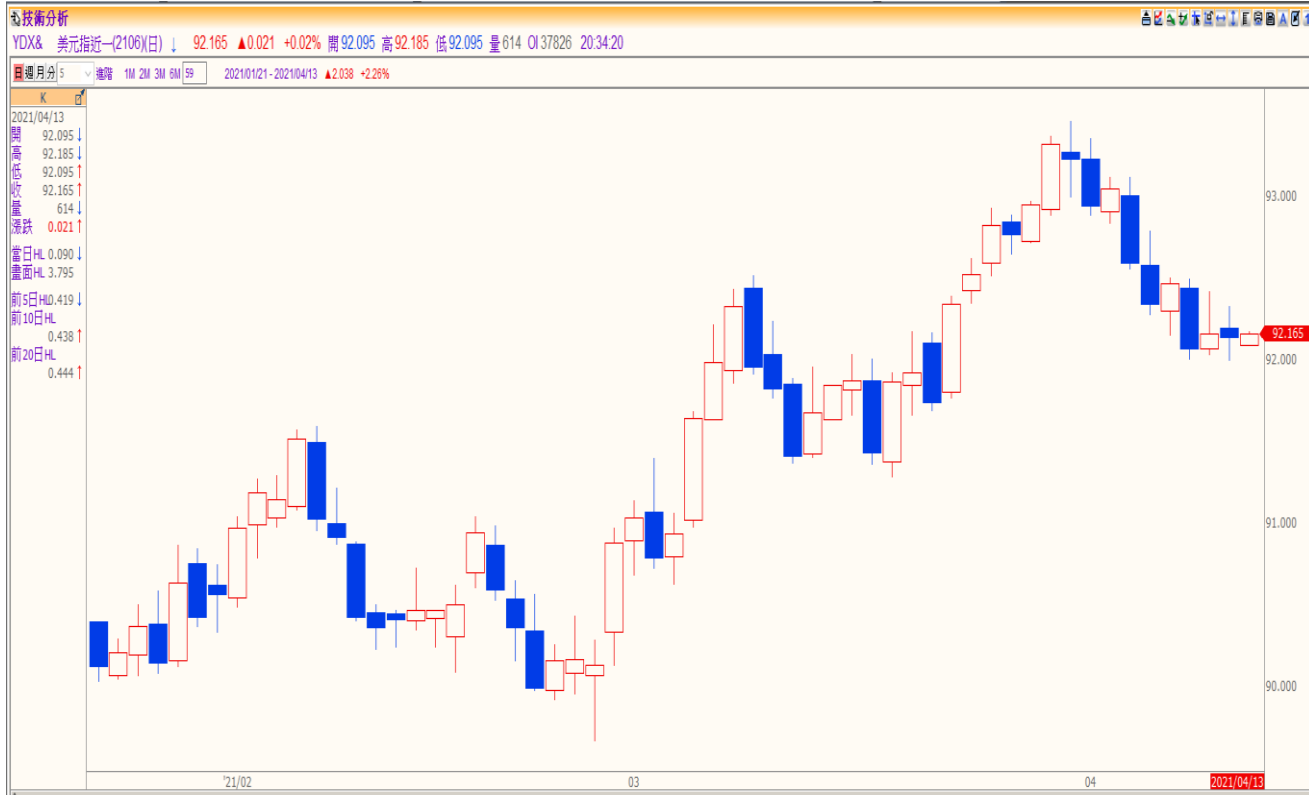 技術分析
YDX& 美元指近一(2106)(日) ↓ 92.165 ▲0.021 +0.02% 開 92.095 高 92.185 低 92.095 量 614 OI 37826 20:34:20
日 週 月 分 5 進階 1M 2M 3M 6M 59 2021/01/21 - 2021/04/13 ▲2.038 +2.26%
K
2021/04/13
開 92.095↓
高 92.185↓
低 92.095↑
收 92.165↑
量 614↓
漲跌 0.021↑
當日HL 0.090↓
畫面HL 3.795
前5日HL 0.419↓
前10日HL
0.438↑
前20日HL
0.444↑
93.000
92.165
92.000
91.000
90.000
'21/02 03 04 2021/04/13